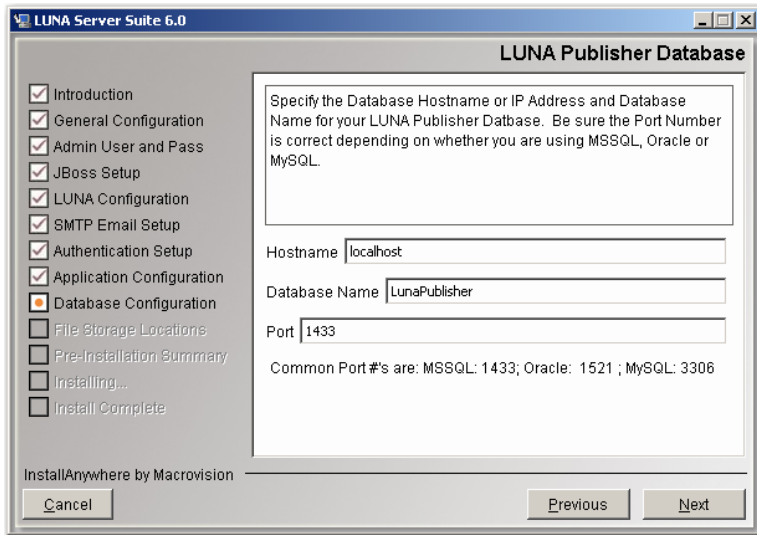 LUNA Server Suite 6.0
LUNA Publisher Database
Introduction
General Configuration
Admin User and Pass
JBoss Setup
LUNA Configuration
SMTP Email Setup
Authentication Setup
Application Configuration
Database Configuration
File Storage Locations
Pre-Installation Summary
Installing...
Install Complete
Specify the Database Hostname or IP Address and Database
Name for your LUNA Publisher Datbase.  Be sure the Port Number
is correct depending on whether you are using MSSQL, Oracle or
MySQL.
Hostname localhost
Database Name LunaPublisher
Port 1433
Common Port #'s are: MSSQL: 1433; Oracle:  1521 ; MySQL: 3306
InstallAnywhere by Macrovision
Cancel
Previous
Next